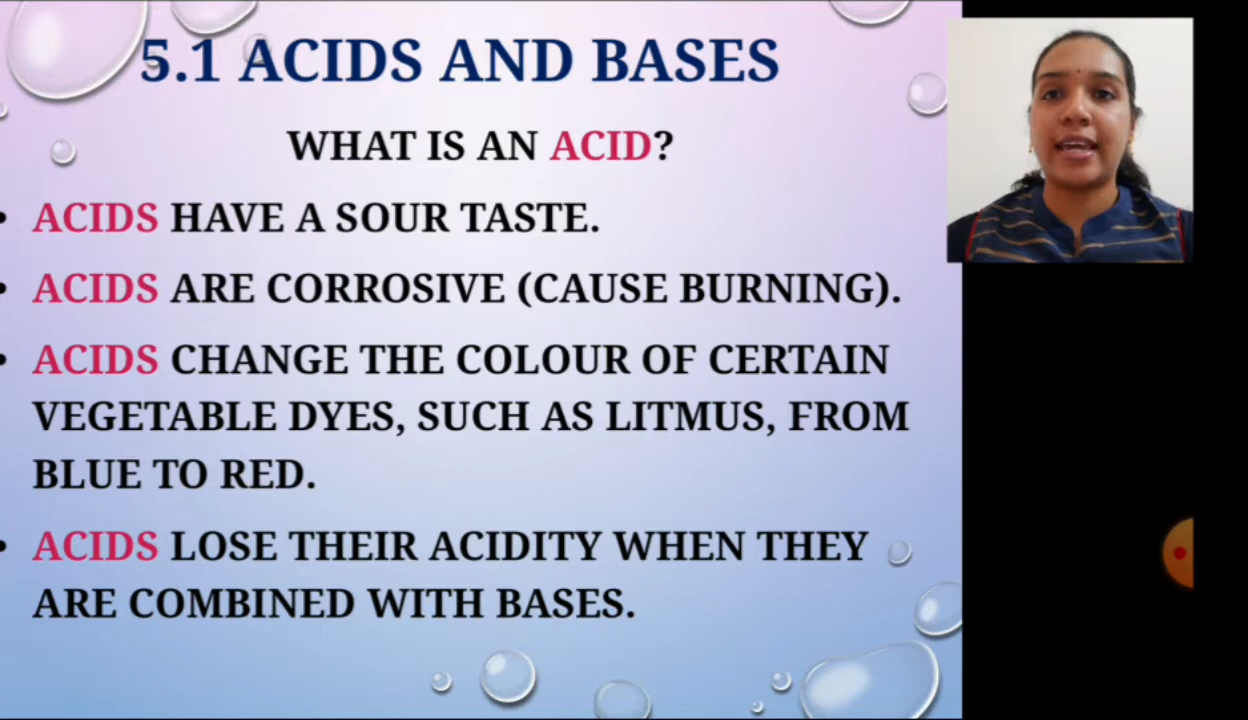 5.1 ACIDS AND BASES
WHAT IS AN ACID?
• ACIDS HAVE A SOUR TASTE.
• ACIDS ARE CORROSIVE (CAUSE BURNING).
• ACIDS CHANGE THE COLOUR OF CERTAIN
VEGETABLE DYES, SUCH AS LITMUS, FROM
BLUE TO RED.
• ACIDS LOSE THEIR ACIDITY WHEN THEY
ARE COMBINED WITH BASES.